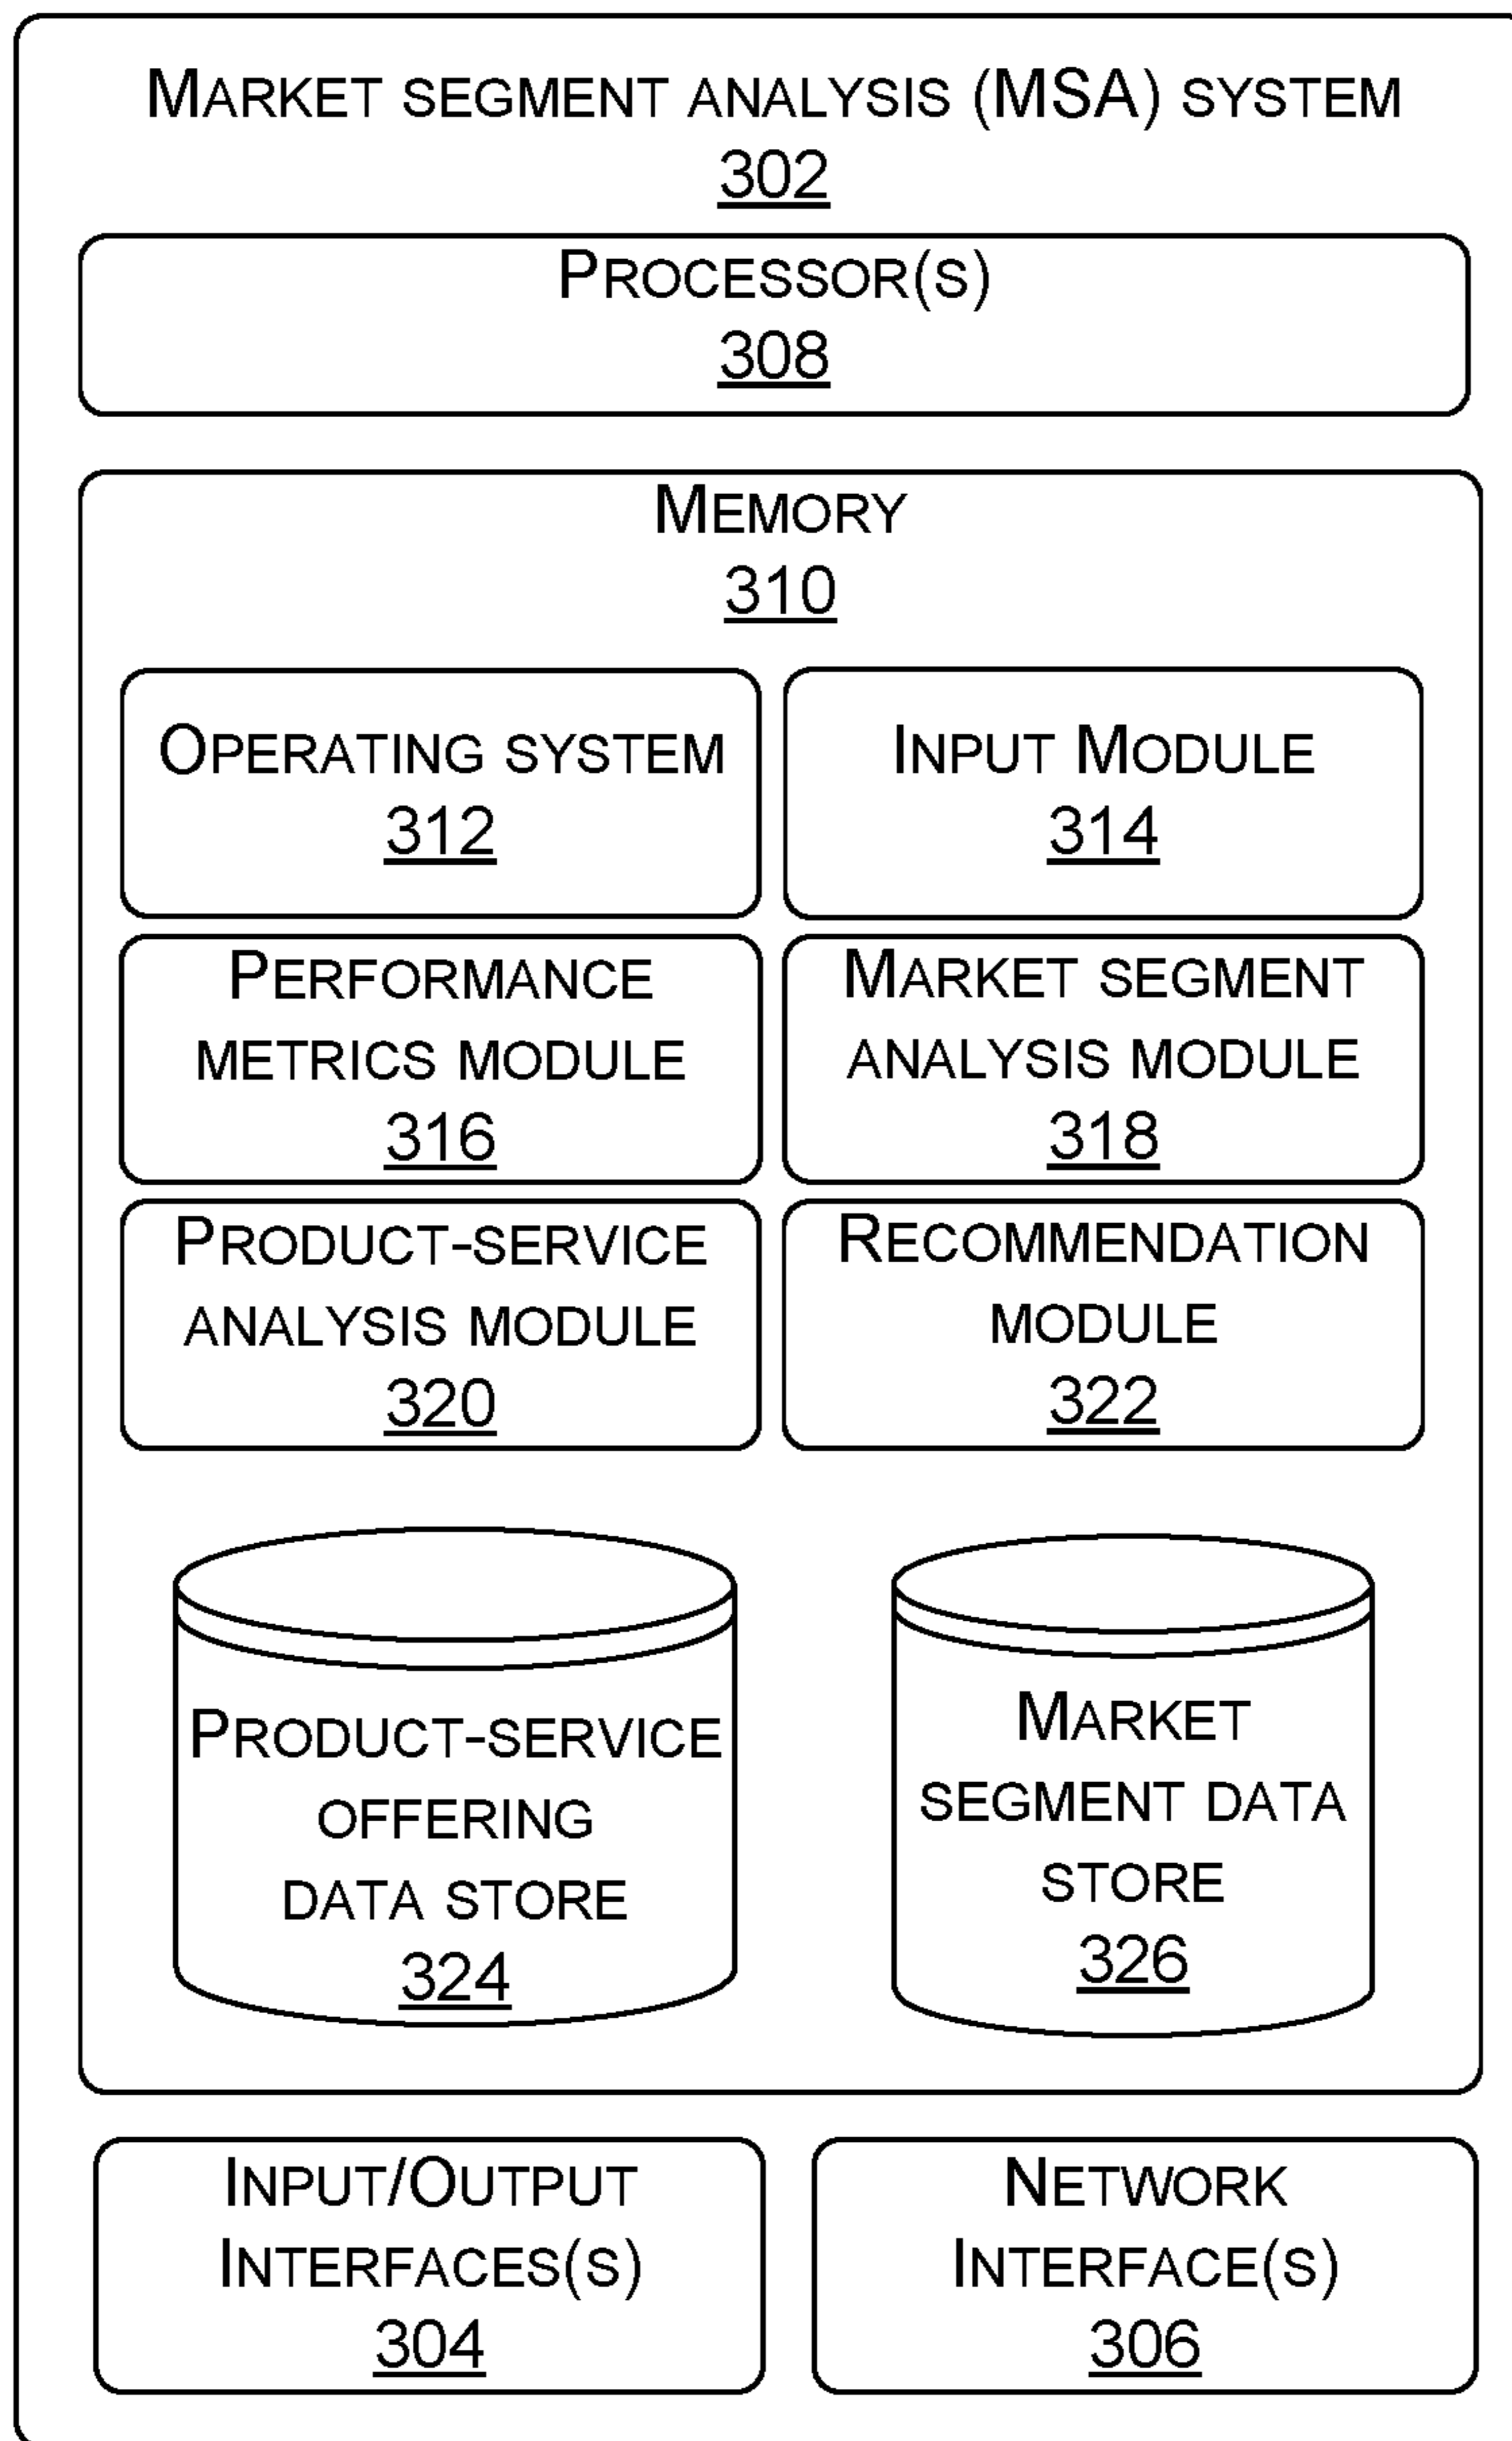 MARKET SEGMENT ANALYSIS (MSA) SYSTEM
302
PROCESSOR(S)
308
MEMORY
310
OPERATING SYSTEM
312
INPUT MODULE
314
PERFORMANCE
METRICS MODULE
316
MARKET SEGMENT
ANALYSIS MODULE
318
PRODUCT-SERVICE
ANALYSIS MODULE
320
RECOMMENDATION
MODULE
322
PRODUCT-SERVICE
OFFERING
DATA STORE
324
MARKET
SEGMENT DATA
STORE
326
INPUT/OUTPUT
INTERFACES(S)
304
NETWORK
INTERFACE(S)
306